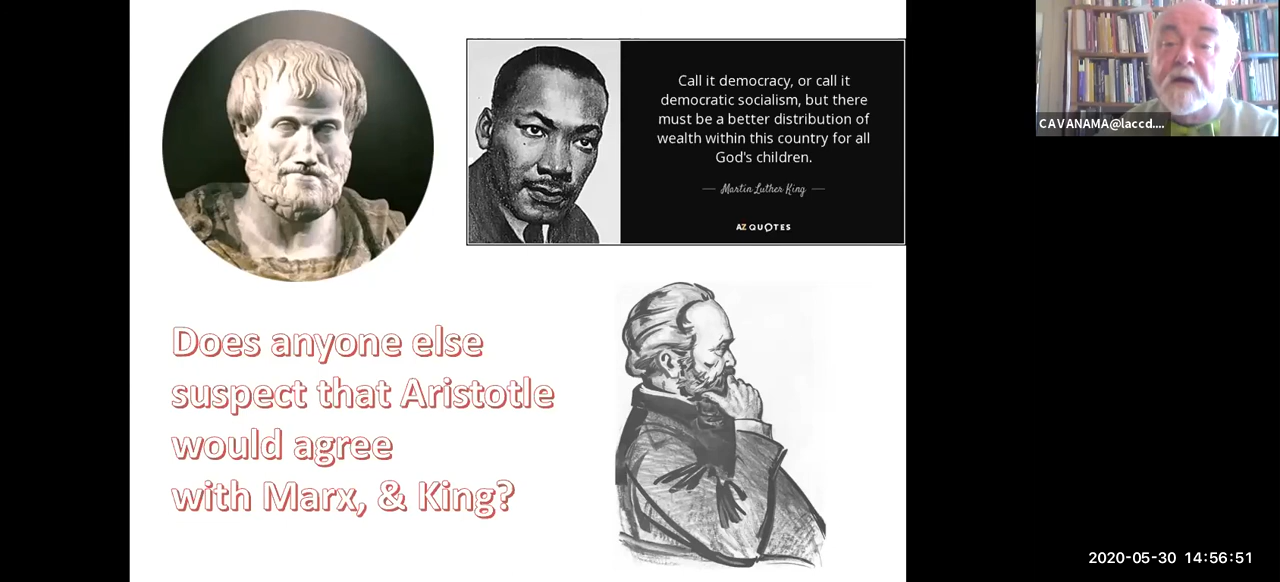 Call it democracy, or call it
democratic socialism, but there
must be a better distribution of
wealth within this country for all
God's children.
Martin Luther King
AZ QUOTES
CAVANAMA@laccd....
Does anyone else
suspect that Aristotle
would agree
with Marx, & King?
2020-05-30 14:56:51